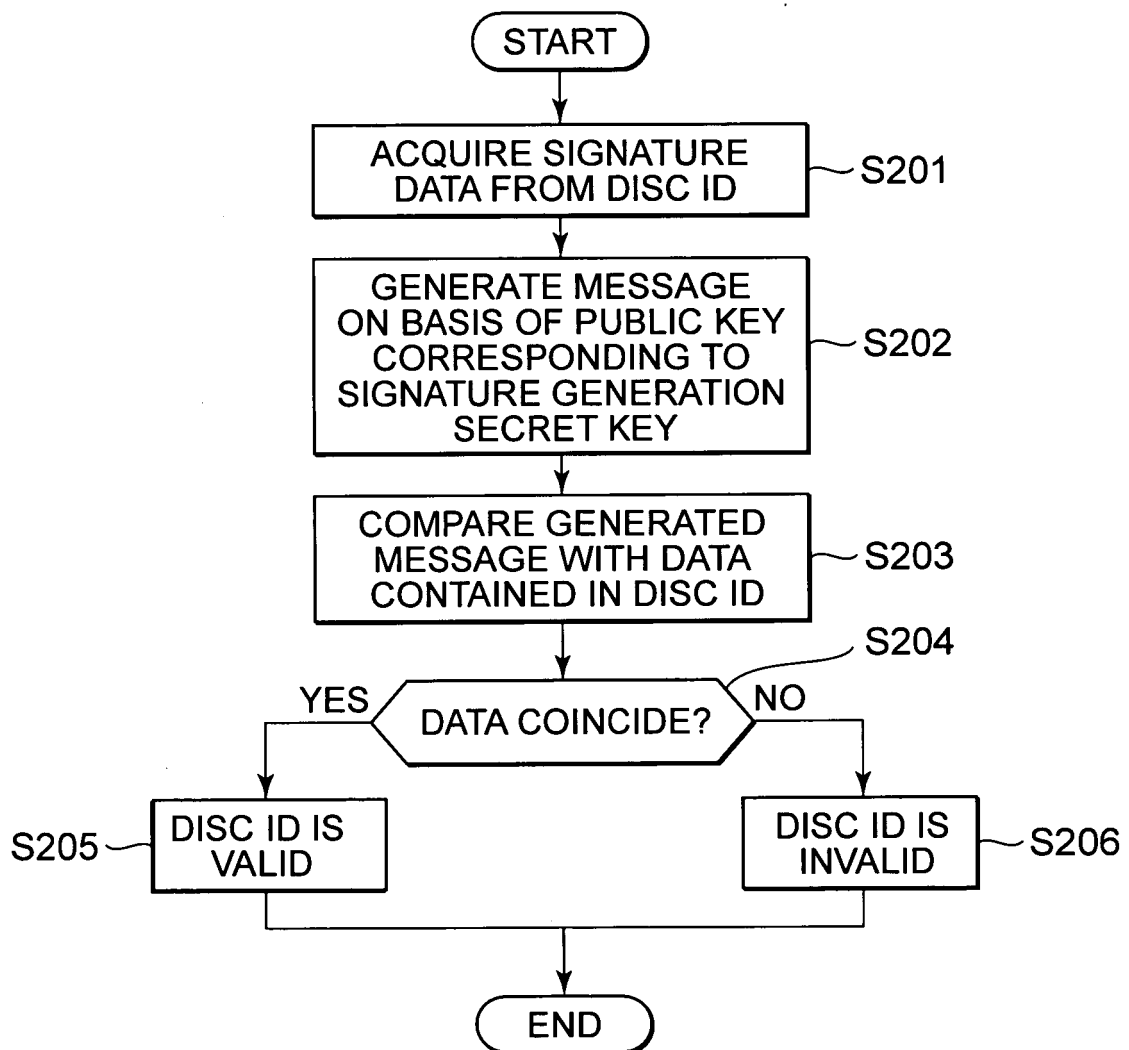 START
ACQUIRE SIGNATURE
DATA FROM DISC ID
S201
GENERATE MESSAGE
ON BASIS OF PUBLIC KEY
CORRESPONDING TO
SIGNATURE GENERATION
SECRET KEY
S202
COMPARE GENERATED
MESSAGE WITH DATA
CONTAINED IN DISC ID
S203
S204
YES
DATA COINCIDE?
NO
S205
DISC ID IS
VALID
DISC ID IS
INVALID
S206
END